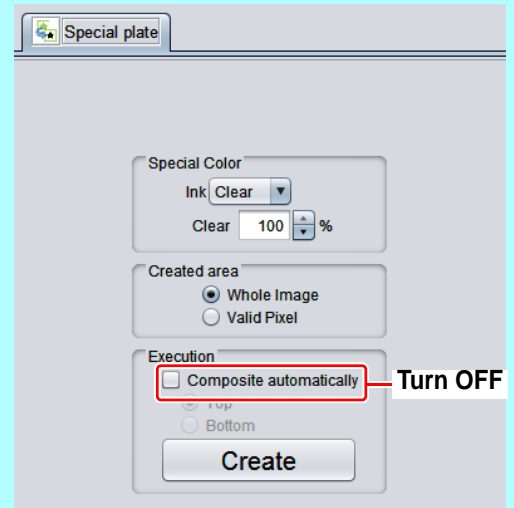 Special plate
Special Color
Ink Clear
Clear 100 %
Created area
Whole Image
Valid Pixel
Execution
Composite automatically
Turn OFF
Top
Bottom
Create